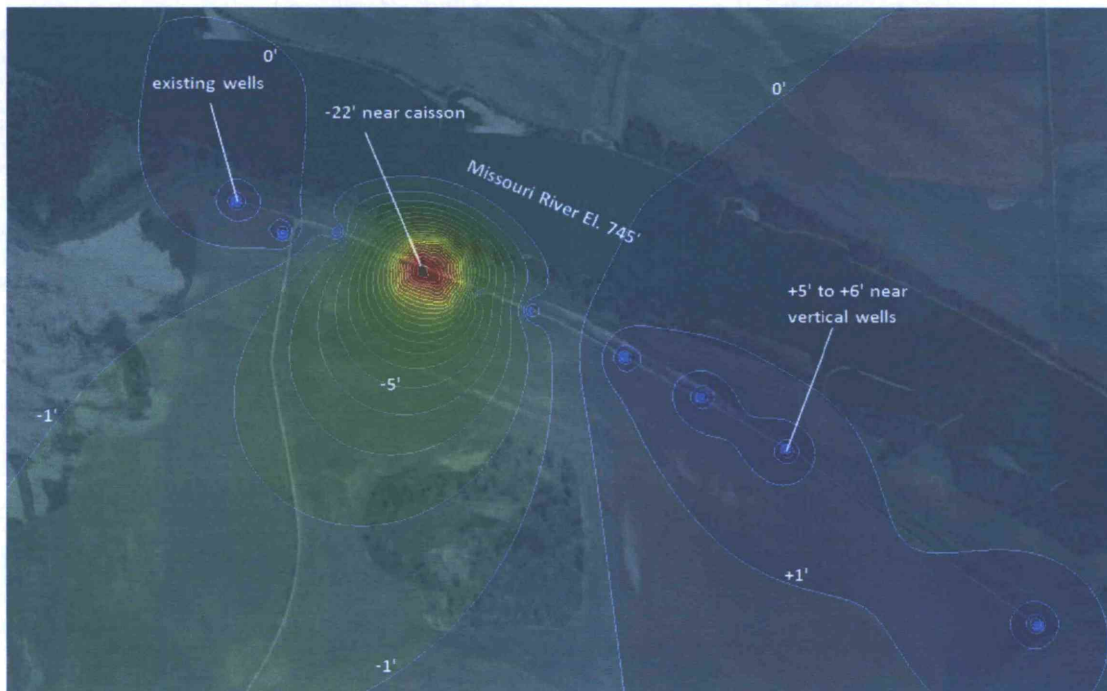 0'
existing wells
0'
-22' near caisson
Missouri River El. 745'
+5' to +6' near
vertical wells
-5'
-1'
+1'
-1'